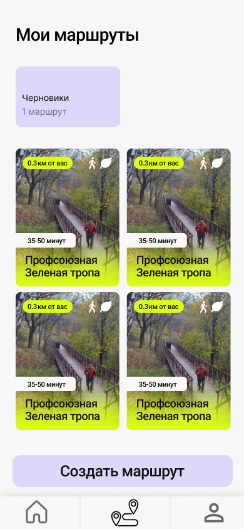 Мои маршруты
Черновики
1 маршрут
0.3км от вас
35-50 минут
Профсоюзная
Зеленая тропа
0.3км от вас
35-50 минут
Профсоюзная
Зеленая тропа
0.3км от вас
35-50 минут
Профсоюзная
Зеленая тропа
0.3км от вас
35-50 минут
Профсоюзная
Зеленая тропа
Создать маршрут